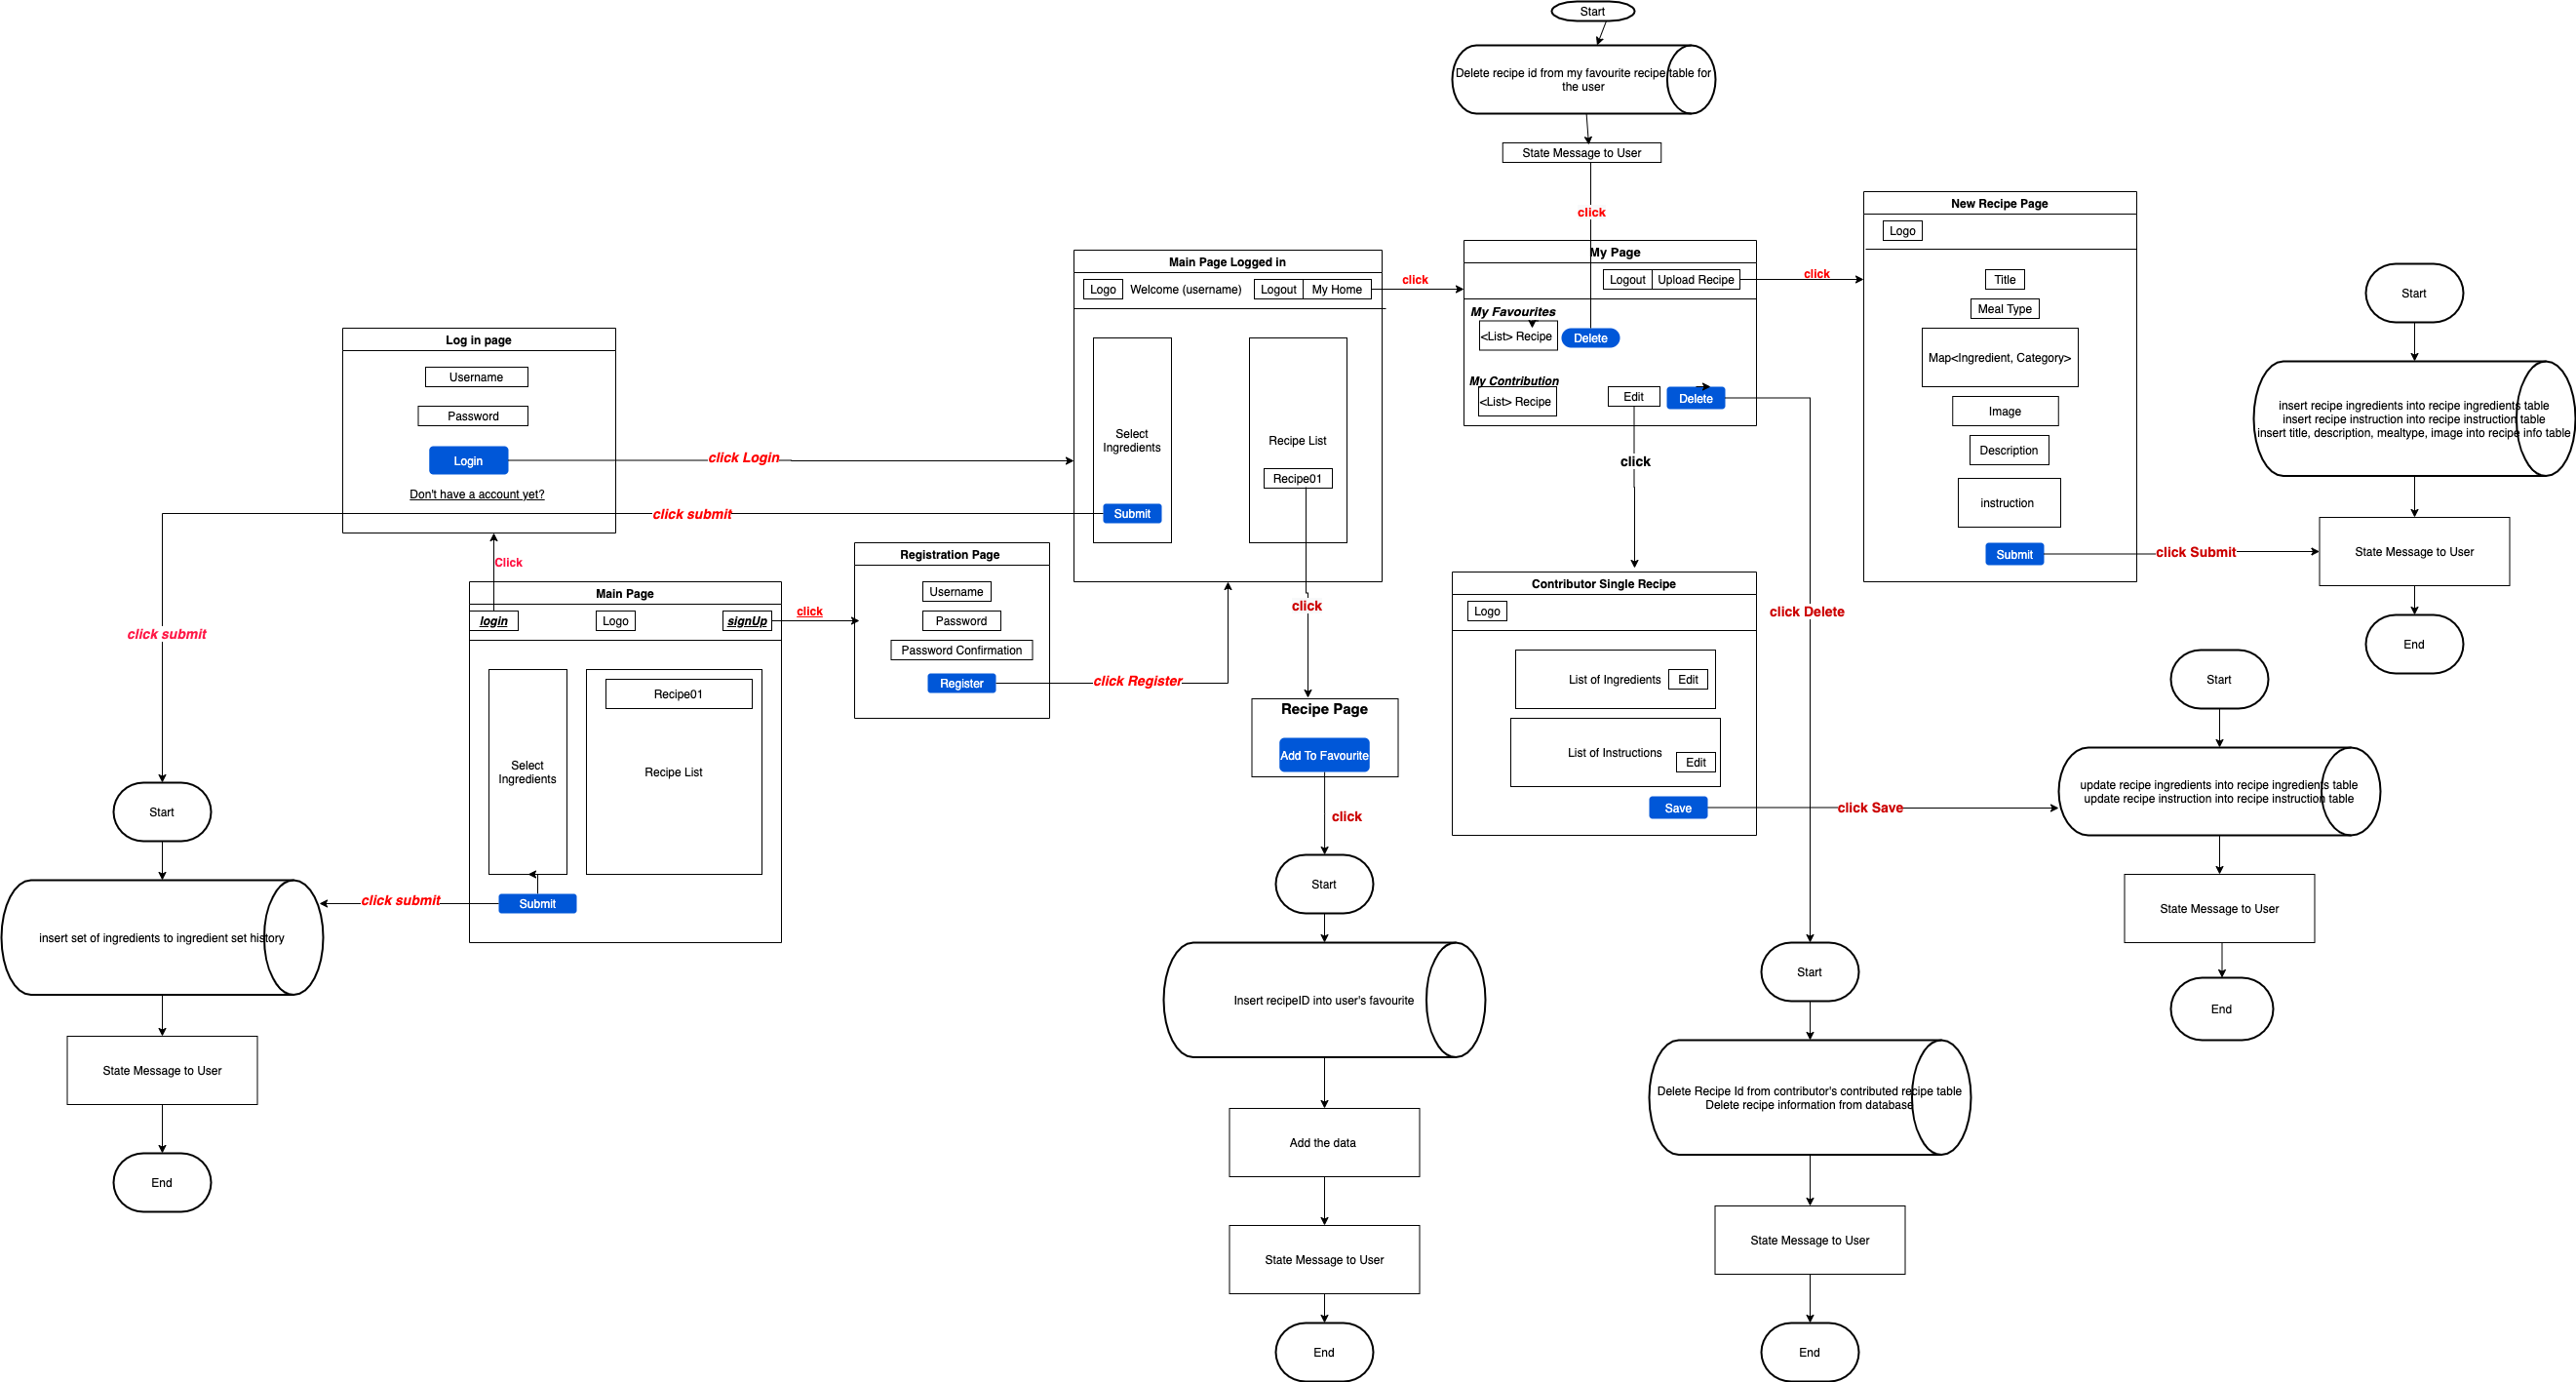 Start
Delete recipe id from my favourite recipe table for
the user
State Message to User
click
New Recipe Page
Logo
Title
Meal Type
Map<Ingredient, Category>
Image
Description
instruction
Submit
click Submit
My Page
Logout
Upload Recipe
click
My Favourites
<List> Recipe
Delete
My Contribution
<List> Recipe
Edit
Delete
click
click Delete
Main Page Logged in
Logo
Welcome (username)
Logout
My Home
click
Select
Ingredients
Submit
Recipe List
Recipe01
click submit
click
Log in page
Username
Password
Login
click Login
Don't have a account yet?
Click
Main Page
login
Logo
signUp
click
Select
Ingredients
Recipe01
Recipe List
Submit
click submit
Registration Page
Username
Password
Password Confirmation
Register
click Register
Recipe Page
Add To Favourite
click
Contributor Single Recipe
Logo
List of Ingredients
Edit
List of Instructions
Edit
Save
click Save
Start
insert recipe ingredients into recipe ingredients table
insert recipe instruction into recipe instruction table
insert title, description, mealtype, image into recipe info table
State Message to User
End
Start
update recipe ingredients into recipe ingredients table
update recipe instruction into recipe instruction table
State Message to User
End
click submit
Start
insert set of ingredients to ingredient set history
State Message to User
End
Start
Insert recipeID into user's favourite
Add the data
State Message to User
End
Start
Delete Recipe Id from contributor's contributed recipe table
Delete recipe information from database
State Message to User
End